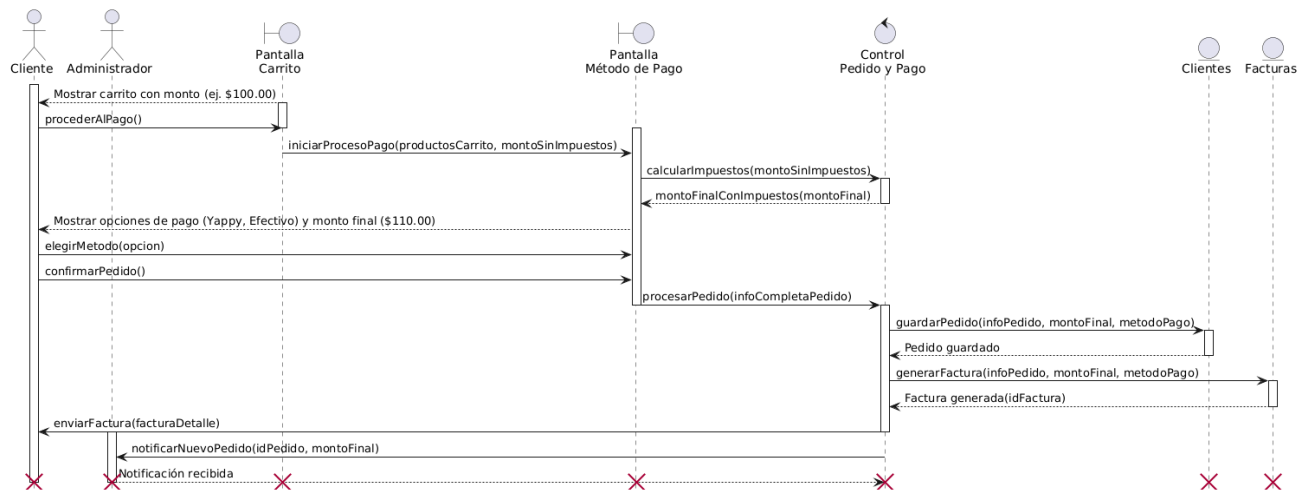 Cliente
Administrador
Pantalla
Carrito
Pantalla
Método de Pago
Control
Pedido y Pago
Clientes
Facturas
Mostrar carrito con monto (ej. $100.00)
procederAlPago()
iniciarProcesoPago(productosCarrito, montoSinImpuestos)
calcularImpuestos(montoSinImpuestos)
montoFinalConImpuestos(montoFinal)
Mostrar opciones de pago (Yappy, Efectivo) y monto final ($110.00)
elegirMetodo(opcion)
confirmarPedido()
procesarPedido(infoCompletaPedido)
guardarPedido(infoPedido, montoFinal, metodoPago)
Pedido guardado
generarFactura(infoPedido, montoFinal, metodoPago)
Factura generada(idFactura)
enviarFactura(facturaDetalle)
notificarNuevoPedido(idPedido, montoFinal)
Notificación recibida